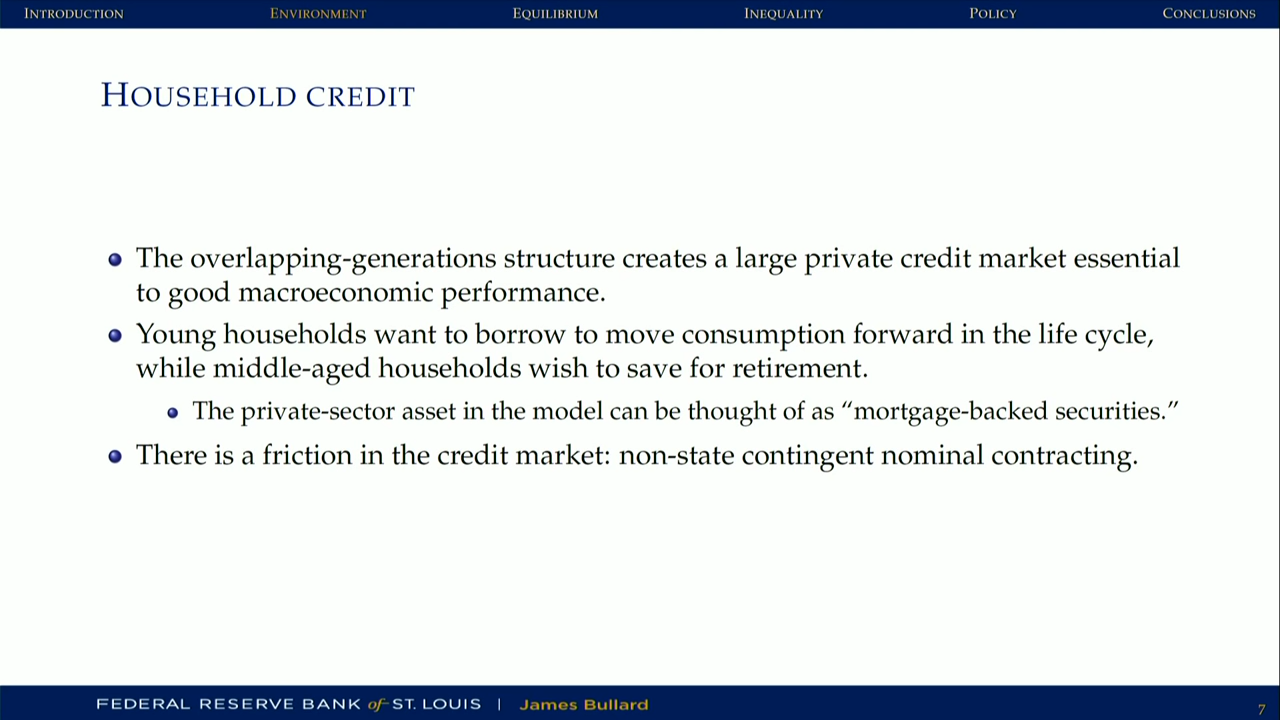 INTRODUCTION ENVIRONMENT EQUILIBRIUM INEQUALITY POLICY CONCLUSIONS
HOUSEHOLD CREDIT
The overlapping-generations structure creates a large private credit market essential
to good macroeconomic performance.
Young households want to borrow to move consumption forward in the life cycle,
while middle-aged households wish to save for retirement.
The private-sector asset in the model can be thought of as “mortgage-backed securities.”
There is a friction in the credit market: non-state contingent nominal contracting.
FEDERAL RESERVE BANK of ST. LOUIS | James Bullard
7